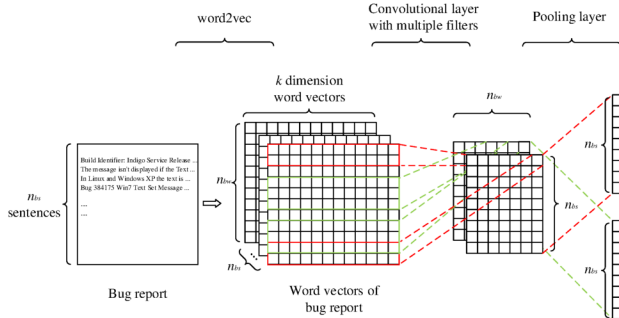 word2vec
Convolutional layer
with multiple filters
Pooling layer
k dimension
word vectors
n_bw
n_bs
sentences
Build Identifier: Indigo Service Release ...
The message isn't displayed if the Text ...
In Linux and Windows XP the text is ...
Bug 384175 Win7 Text Set Message ...
...
...
n_bw
n_bs
...
n_bs
n_bs
n_bs
Bug report
Word vectors of
bug report